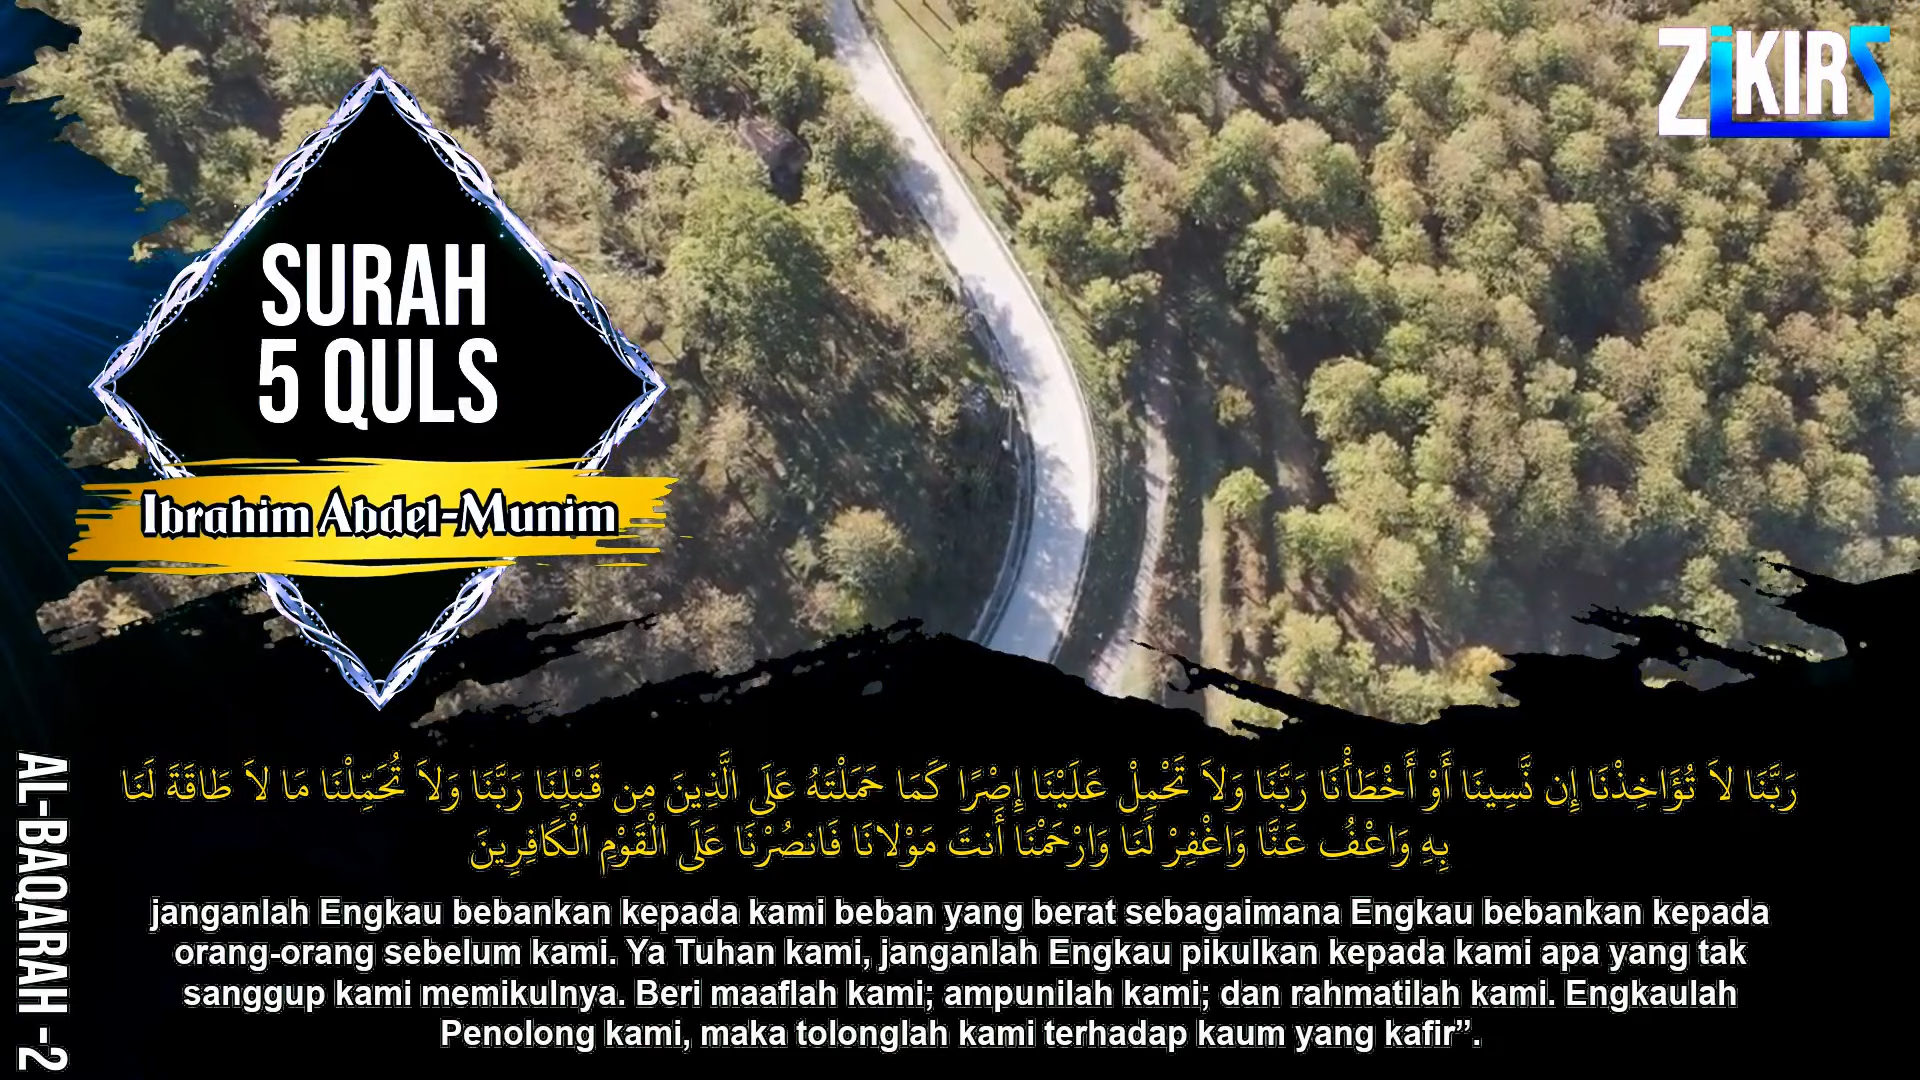 ZiKIRS
SURAH
5 QULS
Ibrahim Abdel-Munim
AL-BAQARAH -2
رَبَّنَا لاَ تُؤَاخِذْنَا إِن نَّسِينَا أَوْ أَخْطَأْنَا رَبَّنَا وَلاَ تَحْمِلْ عَلَيْنَا إِصْرًا كَمَا حَمَلْتَهُ عَلَى الَّذِينَ مِن قَبْلِنَا رَبَّنَا وَلاَ تُحَمِّلْنَا مَا لاَ طَاقَةَ لَنَا
بِهِ وَاعْفُ عَنَّا وَاغْفِرْ لَنَا وَارْحَمْنَا أَنتَ مَوْلانَا فَانصُرْنَا عَلَى الْقَوْمِ الْكَافِرِينَ
janganlah Engkau bebankan kepada kami beban yang berat sebagaimana Engkau bebankan kepada
orang-orang sebelum kami. Ya Tuhan kami, janganlah Engkau pikulkan kepada kami apa yang tak
sanggup kami memikulnya. Beri maaflah kami; ampunilah kami; dan rahmatilah kami. Engkaulah
Penolong kami, maka tolonglah kami terhadap kaum yang kafir”.